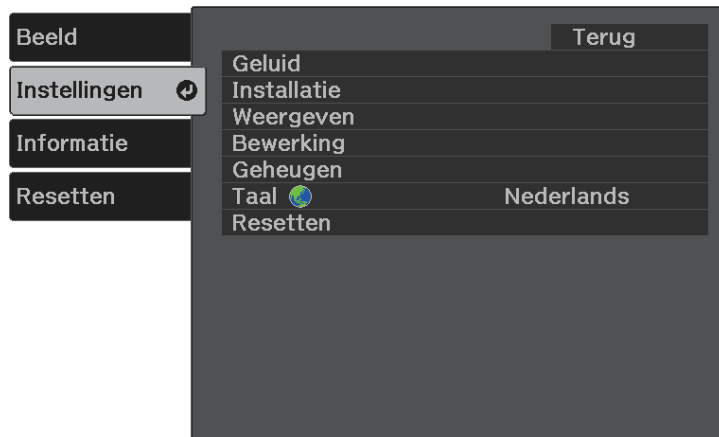 Beeld
Instellingen
Informatie
Resetten
Terug
Geluid
Installatie
Weergeven
Bewerking
Geheugen
Taal Nederlands
Resetten